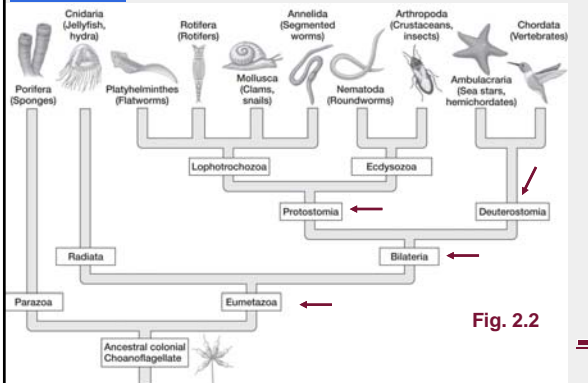 Cnidaria
(Jellyfish,
hydra)
Rotifera
(Rotifers)
Annelida
(Segmented
worms)
Arthropoda
(Crustaceans,
insects)
Chordata
(Vertebrates)
Porifera
(Sponges)
Platyhelminthes
(Flatworms)
Mollusca
(Clams,
snails)
Nematoda
(Roundworms)
Ambulacraria
(Sea stars,
hemichordates)
Lophotrochozoa
Ecdysozoa
Protostomia
Deuterostomia
Radiata
Bilateria
Parazoa
Eumetazoa
Fig. 2.2
Ancestral colonial
Choanoflagellate